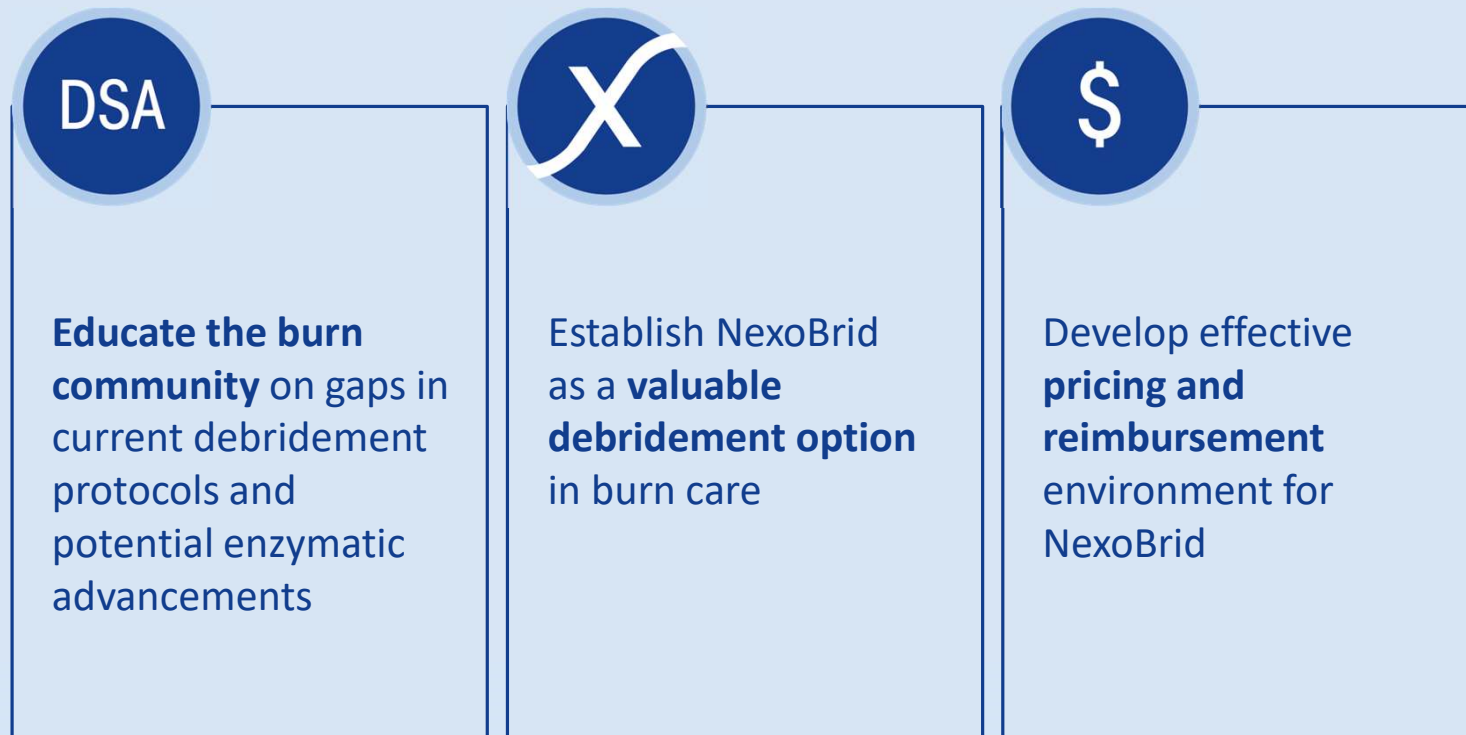 DSA
Educate the burn
community on gaps in
current debridement
protocols and
potential enzymatic
advancements
X
Establish NexoBrid
as a valuable
debridement option
in burn care
$
Develop effective
pricing and
reimbursement
environment for
NexoBrid